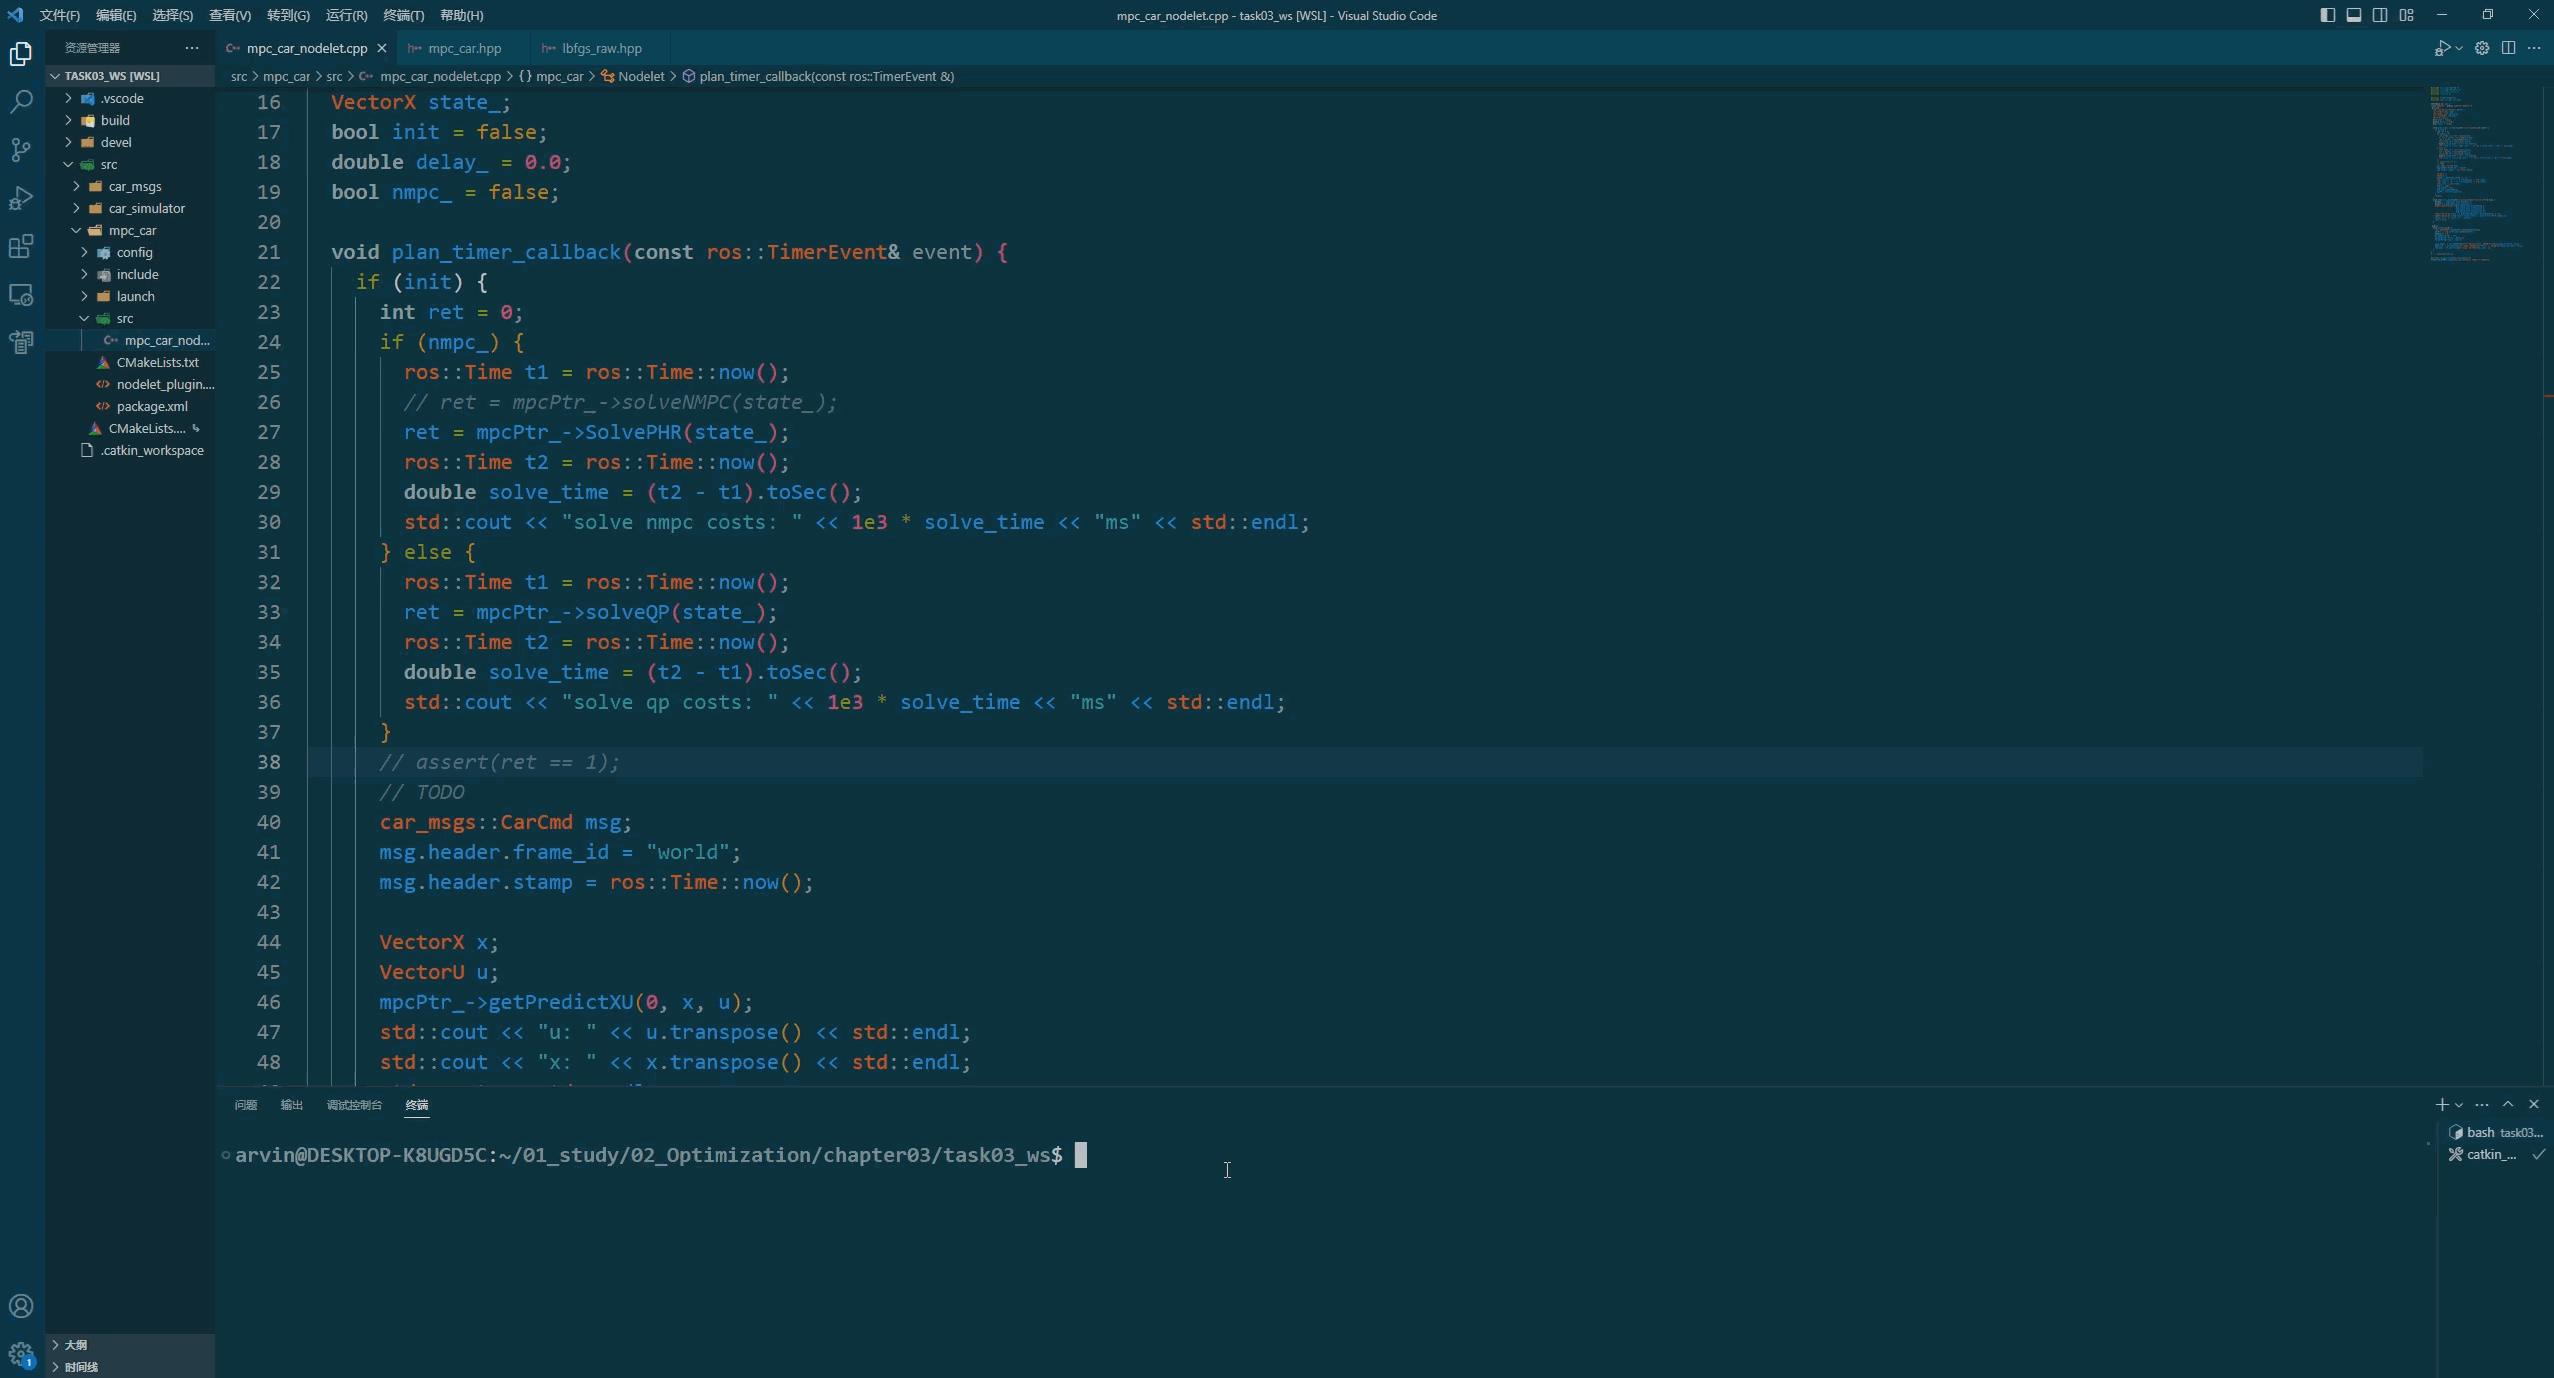 文件(F) 编辑(E) 选择(S) 查看(V) 转到(G) 运行(R) 终端(T) 帮助(H)
mpc_car_nodelet.cpp - task03_ws [WSL] - Visual Studio Code
资源管理器
TASK03_WS [WSL]
.vscode
build
devel
src
car_msgs
car_simulator
mpc_car
config
include
launch
src
mpc_car_nod...
CMakeLists.txt
nodelet_plugin....
package.xml
CMakeLists....
.catkin_workspace
大纲
时间线
1
mpc_car_nodelet.cpp mpc_car.hpp lbfgs_raw.hpp
src > mpc_car > src > mpc_car_nodelet.cpp > {} mpc_car > Nodelet > plan_timer_callback(const ros::TimerEvent &)
16 VectorX state_;
17 bool init = false;
18 double delay_ = 0.0;
19 bool nmpc_ = false;
20
21 void plan_timer_callback(const ros::TimerEvent& event) {
22 if (init) {
23 int ret = 0;
24 if (nmpc_) {
25 ros::Time t1 = ros::Time::now();
26 // ret = mpcPtr_->solveNMPC(state_);
27 ret = mpcPtr_->SolvePHR(state_);
28 ros::Time t2 = ros::Time::now();
29 double solve_time = (t2 - t1).toSec();
30 std::cout << "solve nmpc costs: " << 1e3 * solve_time << "ms" << std::endl;
31 } else {
32 ros::Time t1 = ros::Time::now();
33 ret = mpcPtr_->solveQP(state_);
34 ros::Time t2 = ros::Time::now();
35 double solve_time = (t2 - t1).toSec();
36 std::cout << "solve qp costs: " << 1e3 * solve_time << "ms" << std::endl;
37 }
38 // assert(ret == 1);
39 // TODO
40 car_msgs::CarCmd msg;
41 msg.header.frame_id = "world";
42 msg.header.stamp = ros::Time::now();
43
44 VectorX x;
45 VectorU u;
46 mpcPtr_->getPredictXU(0, x, u);
47 std::cout << "u: " << u.transpose() << std::endl;
48 std::cout << "x: " << x.transpose() << std::endl;
问题 输出 调试控制台 终端
arvin@DESKTOP-K8UGD5C:~/01_study/02_Optimization/chapter03/task03_ws$
bash task03...
catkin_...